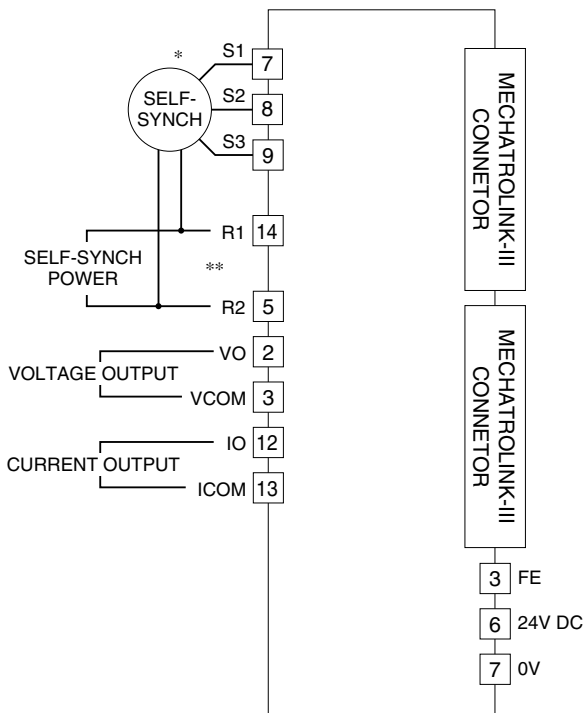 *
S1 7
SELF-
SYNCH
S2 8
S3 9
R1 14
SELF-SYNCH
POWER
**
R2 5
VO 2
VOLTAGE OUTPUT
VCOM 3
IO 12
CURRENT OUTPUT
ICOM 13
MECHATROLINK-III
CONNETOR
MECHATROLINK-III
CONNETOR
3 FE
6 24V DC
7 0V